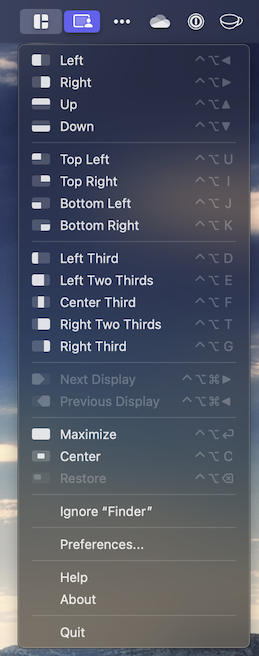 Left ^⌥◀
Right ^⌥▶
Up ^⌥▲
Down ^⌥▼
Top Left ^⌥U
Top Right ^⌥I
Bottom Left ^⌥J
Bottom Right ^⌥K
Left Third ^⌥D
Left Two Thirds ^⌥E
Center Third ^⌥F
Right Two Thirds ^⌥T
Right Third ^⌥G
Next Display ^⌥⌘▶
Previous Display ^⌥⌘◀
Maximize ^⌥⏎
Center ^⌥C
Restore ^⌥⌫
Ignore “Finder”
Preferences...
Help
About
Quit